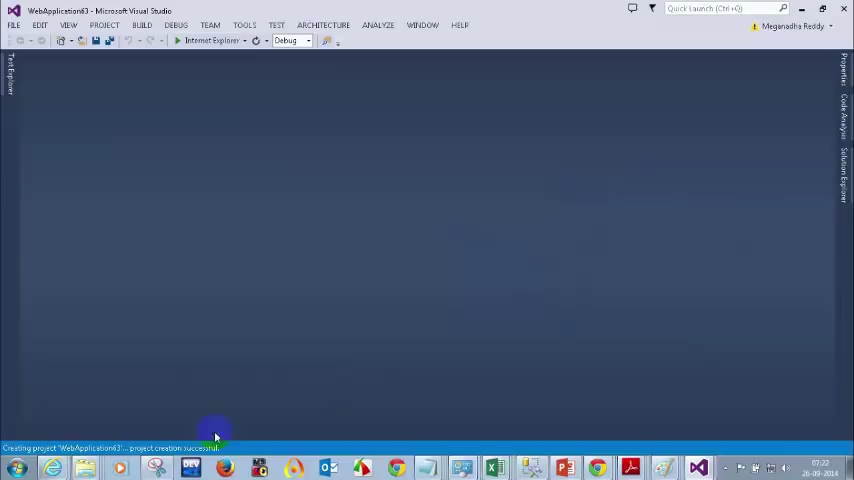 WebApplication63 - Microsoft Visual Studio
Quick Launch (Ctrl+Q)
FILE EDIT VIEW PROJECT BUILD DEBUG TEAM TOOLS TEST ARCHITECTURE ANALYZE WINDOW HELP
Meganadha Reddy
Internet Explorer
Debug
Test Explorer
Properties
Code Analysis
Solution Explorer
Creating project 'WebApplication63'... project creation successful.
DEV
07:22
26-09-2014